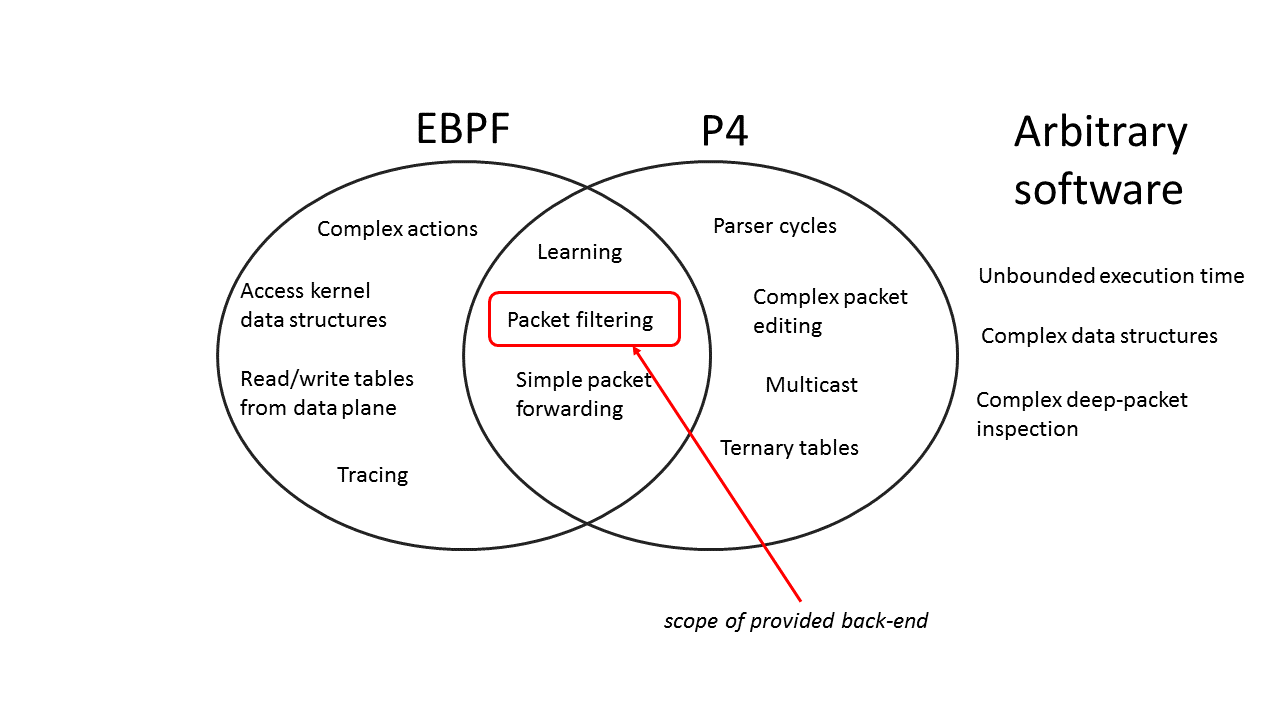 EBPF
P4
Arbitrary
software
Complex actions
Access kernel
data structures
Read/write tables
from data plane
Tracing
Learning
Packet filtering
Simple packet
forwarding
Parser cycles
Complex packet
editing
Multicast
Ternary tables
Unbounded execution time
Complex data structures
Complex deep-packet
inspection
scope of provided back-end